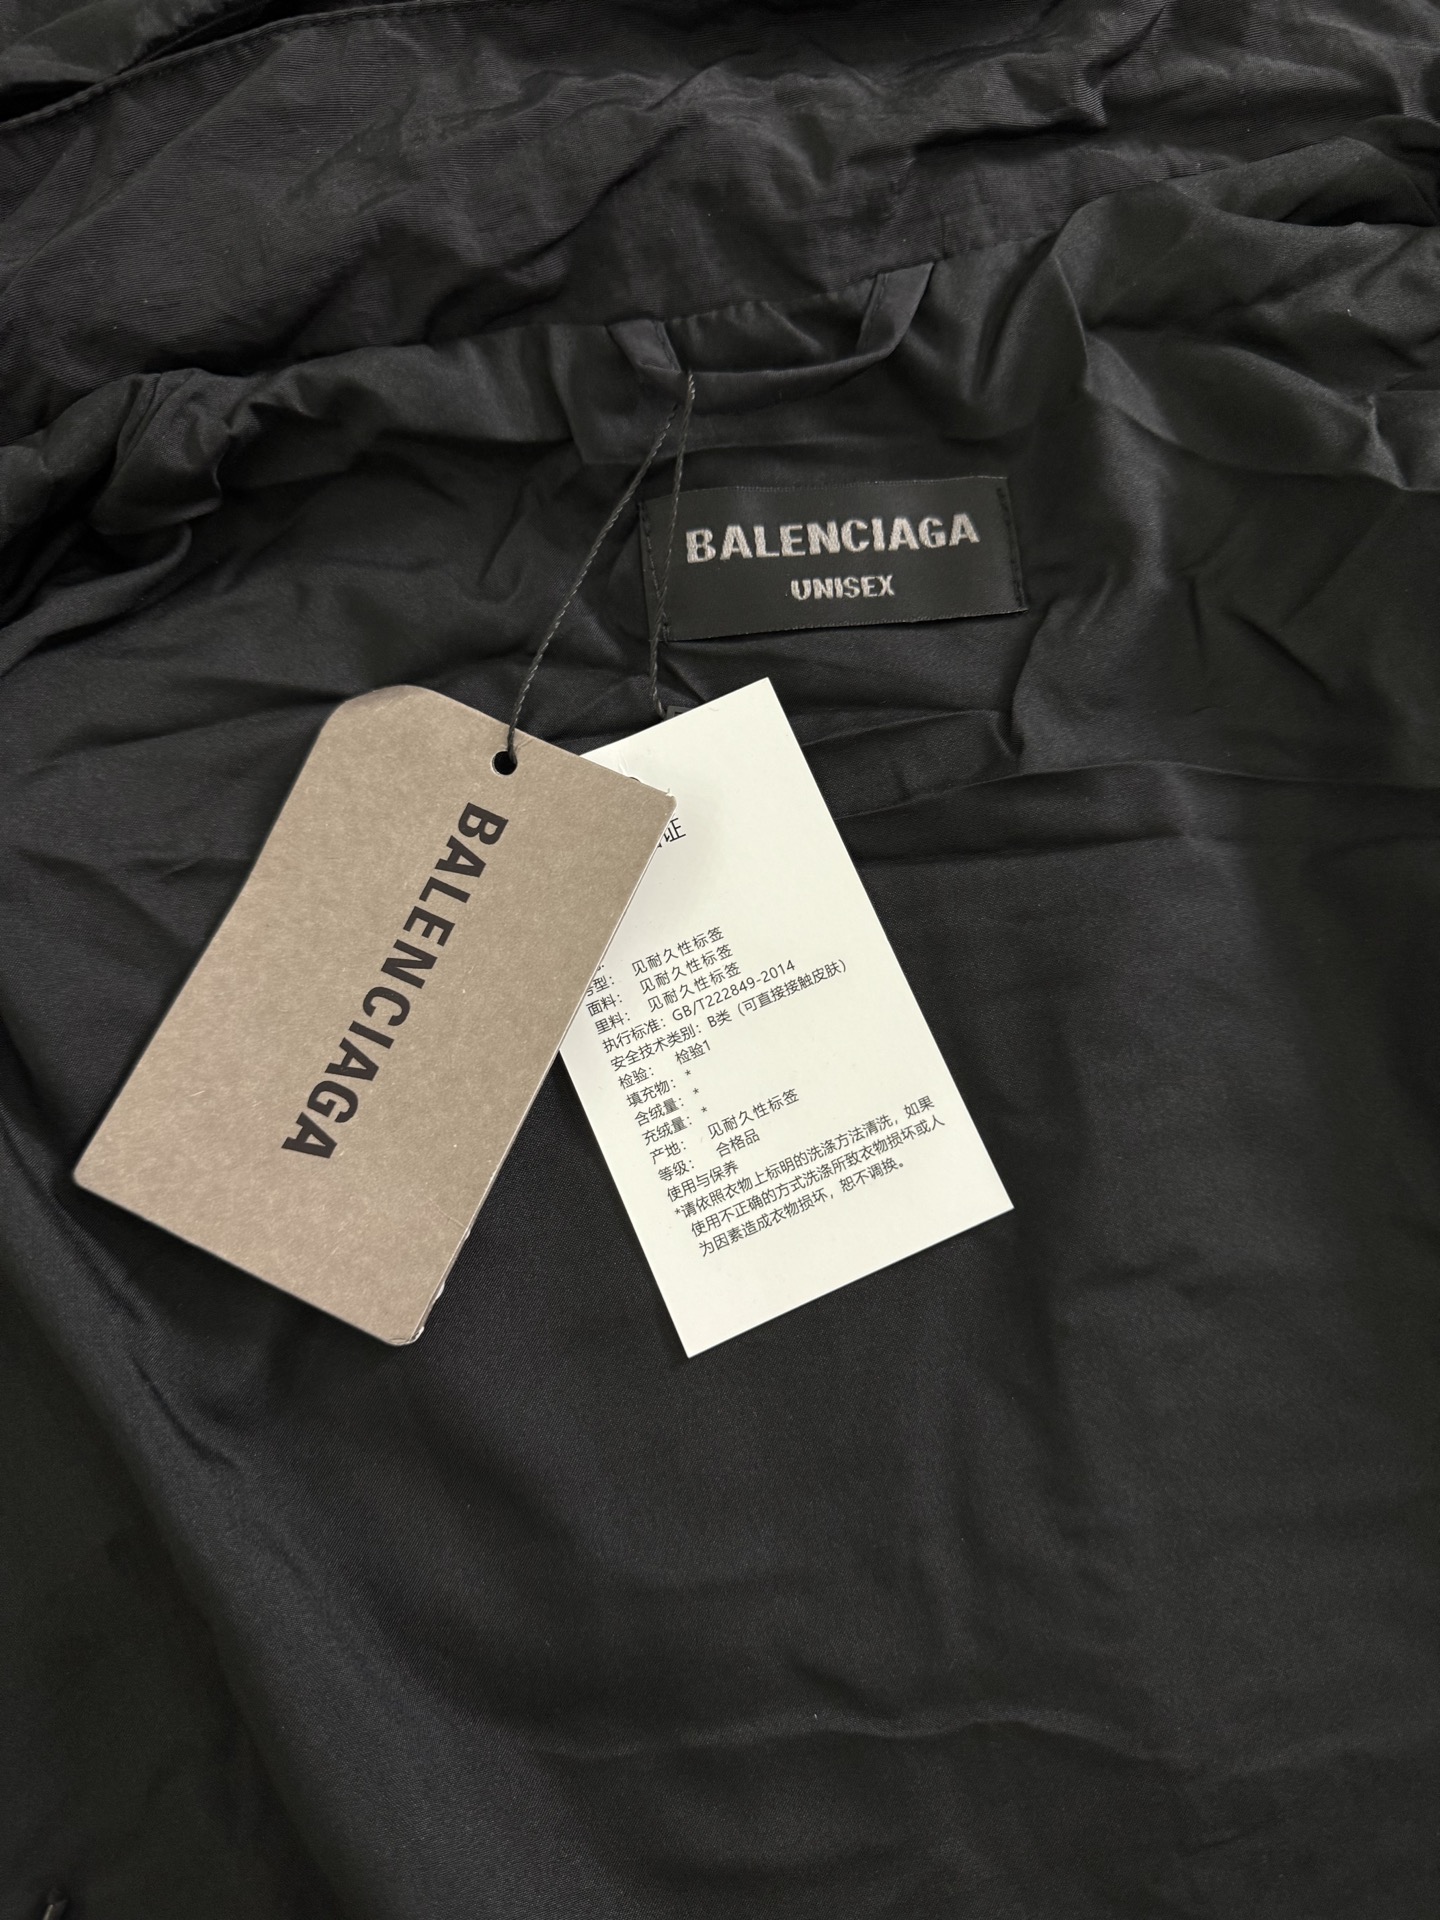 BALENCIAGA
UNISEX
BALENCIAGA
证
见耐久性标签
号型： 见耐久性标签
面料： 见耐久性标签
里料：
执行标准：GB/T222849-2014
安全技术类别：B类（可直接接触皮肤）
检验： 检验1
填充物：*
含绒量：*
充绒量：*
产地： 见耐久性标签
等级： 合格品
使用与保养
*请依照衣物上标明的洗涤方法清洗，如果
使用不正确的方式洗涤所致衣物损坏或人
为因素造成衣物损坏，恕不调换。